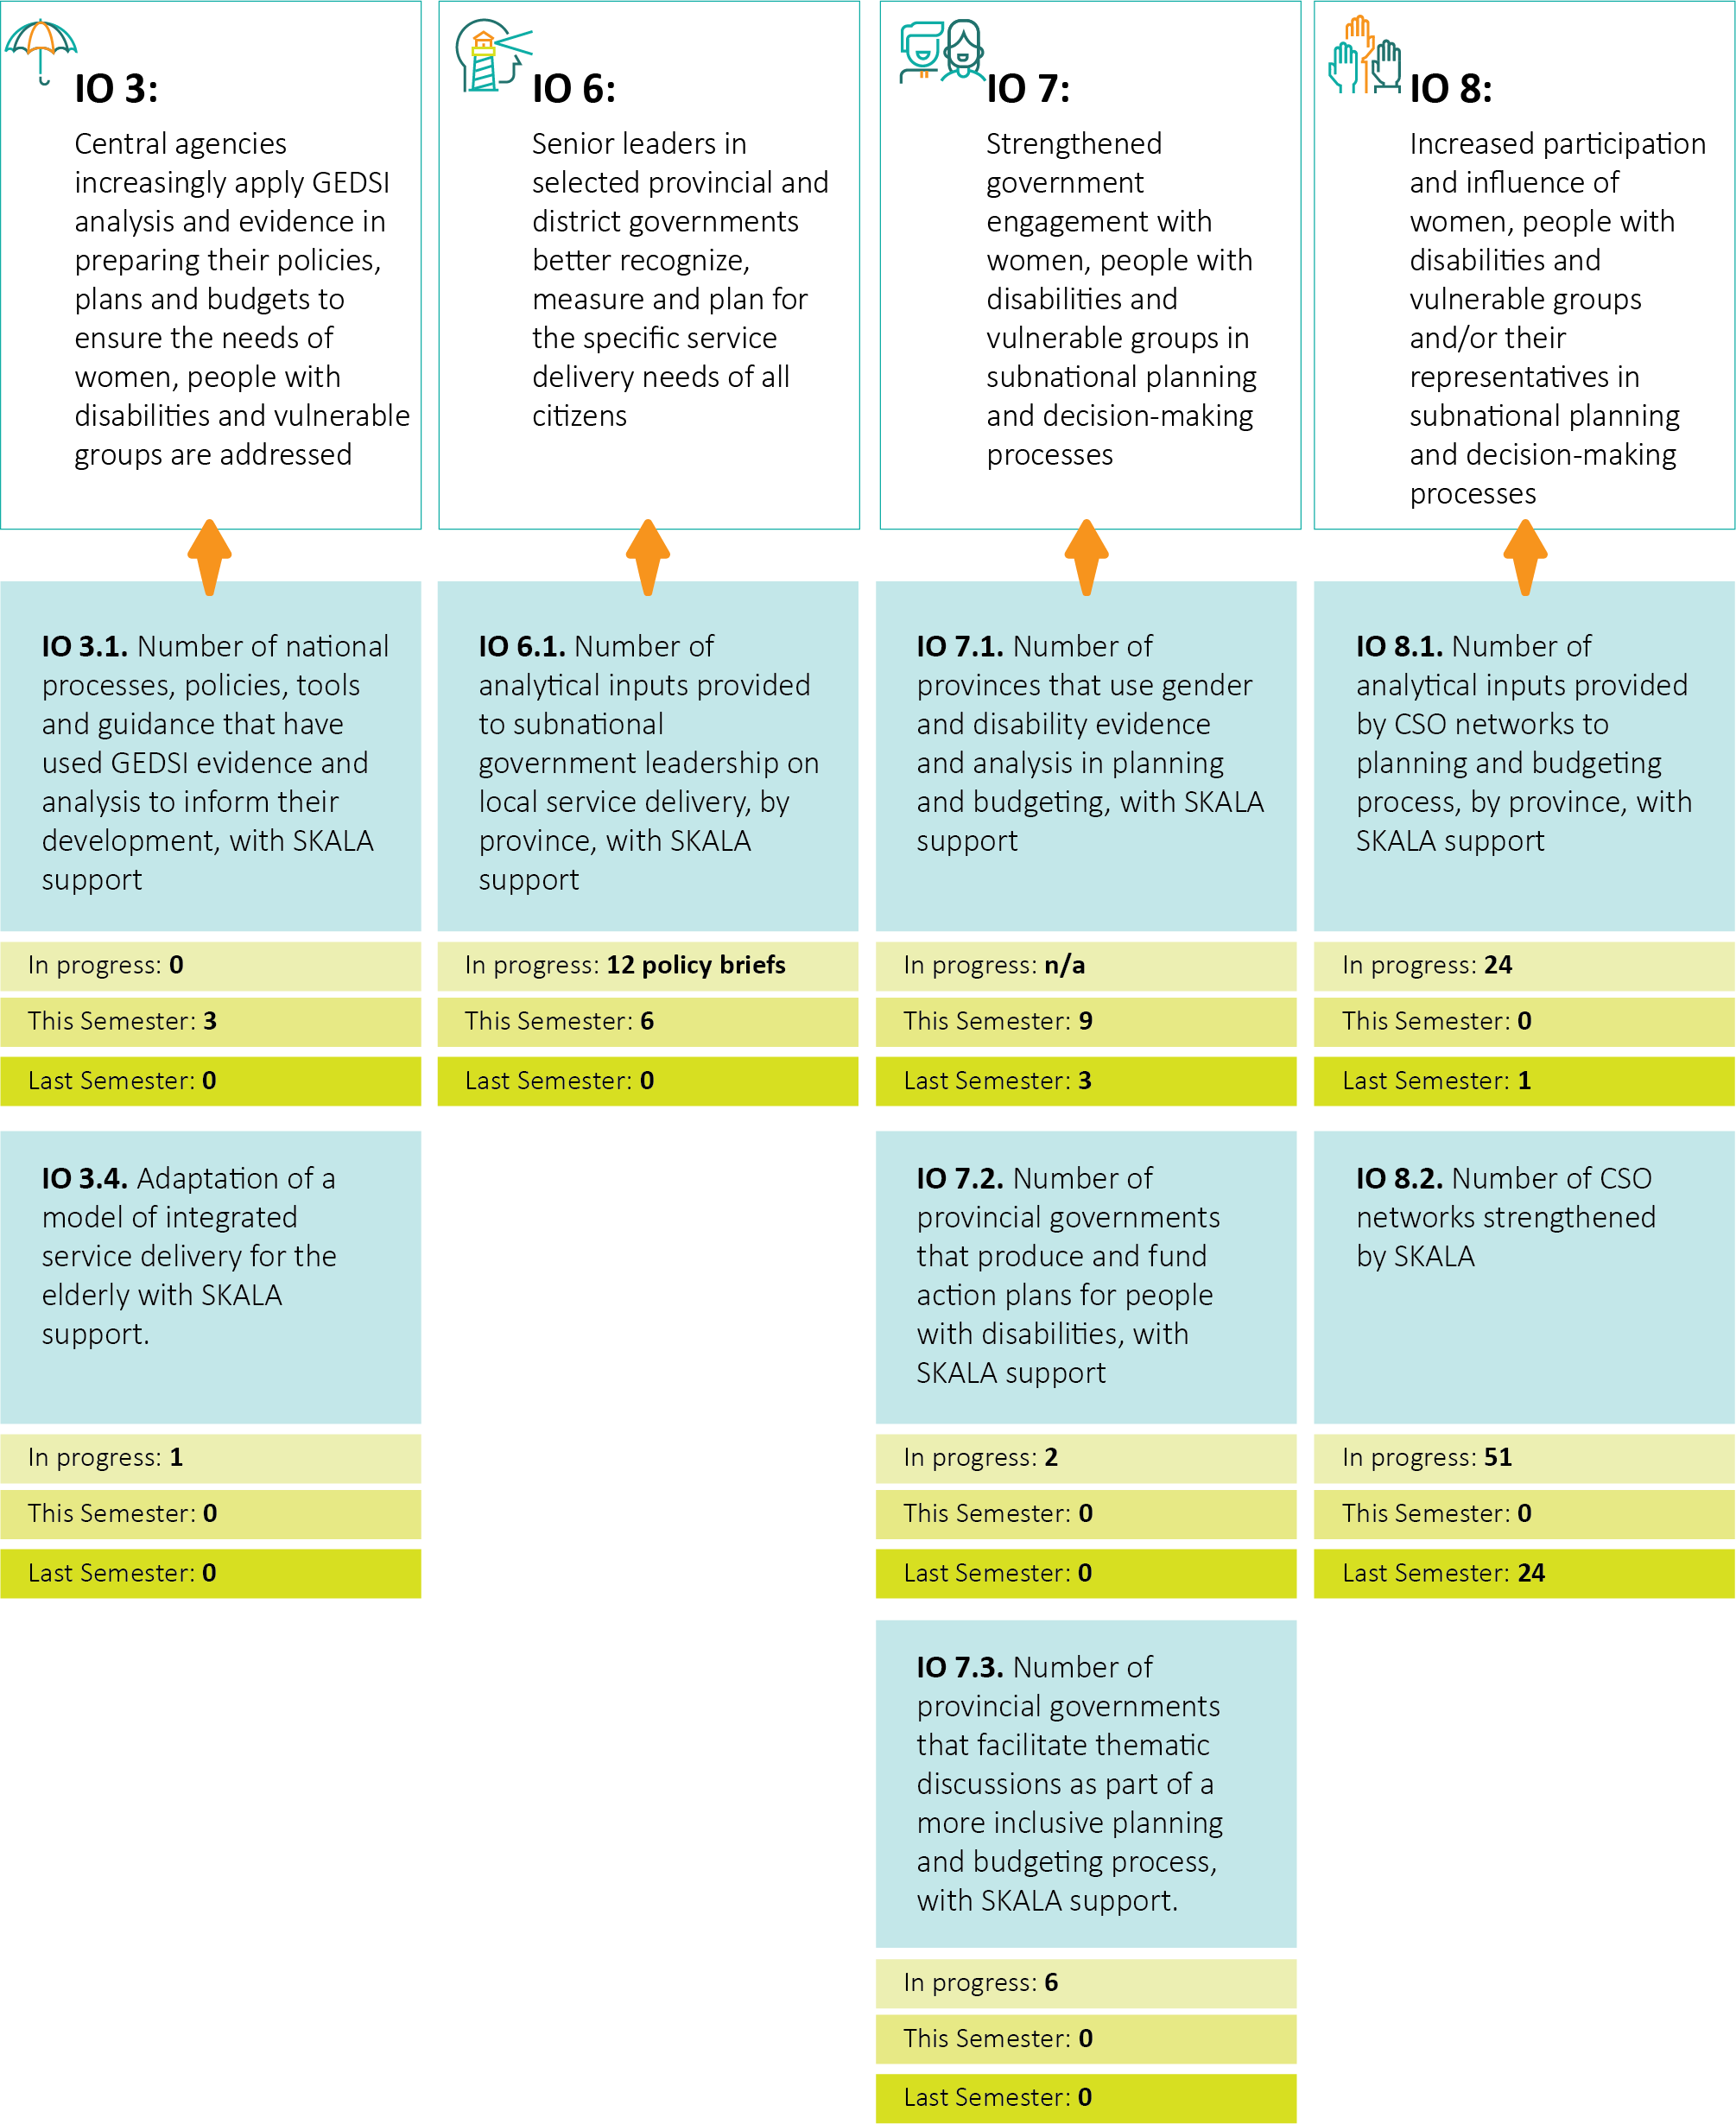 IO 3:
Central agencies
increasingly apply GEDSI
analysis and evidence in
preparing their policies,
plans and budgets to
ensure the needs of
women, people with
disabilities and vulnerable
groups are addressed
IO 6:
Senior leaders in
selected provincial and
district governments
better recognize,
measure and plan for
the specific service
delivery needs of all
citizens
IO 7:
Strengthened
government
engagement with
women, people with
disabilities and
vulnerable groups in
subnational planning
and decision-making
processes
IO 8:
Increased participation
and influence of
women, people with
disabilities and
vulnerable groups
and/or their
representatives in
subnational planning
and decision-making
processes
IO 3.1. Number of national
processes, policies, tools
and guidance that have
used GEDSI evidence and
analysis to inform their
development, with SKALA
support
In progress: 0
This Semester: 3
Last Semester: 0
IO 6.1. Number of
analytical inputs provided
to subnational
government leadership on
local service delivery, by
province, with SKALA
support
In progress: 12 policy briefs
This Semester: 6
Last Semester: 0
IO 7.1. Number of
provinces that use gender
and disability evidence
and analysis in planning
and budgeting, with SKALA
support
In progress: n/a
This Semester: 9
Last Semester: 3
IO 8.1. Number of
analytical inputs provided
by CSO networks to
planning and budgeting
process, by province, with
SKALA support
In progress: 24
This Semester: 0
Last Semester: 1
IO 3.4. Adaptation of a
model of integrated
service delivery for the
elderly with SKALA
support.
In progress: 1
This Semester: 0
Last Semester: 0
IO 7.2. Number of
provincial governments
that produce and fund
action plans for people
with disabilities, with
SKALA support
In progress: 2
This Semester: 0
Last Semester: 0
IO 8.2. Number of CSO
networks strengthened
by SKALA
In progress: 51
This Semester: 0
Last Semester: 24
IO 7.3. Number of
provincial governments
that facilitate thematic
discussions as part of a
more inclusive planning
and budgeting process,
with SKALA support.
In progress: 6
This Semester: 0
Last Semester: 0